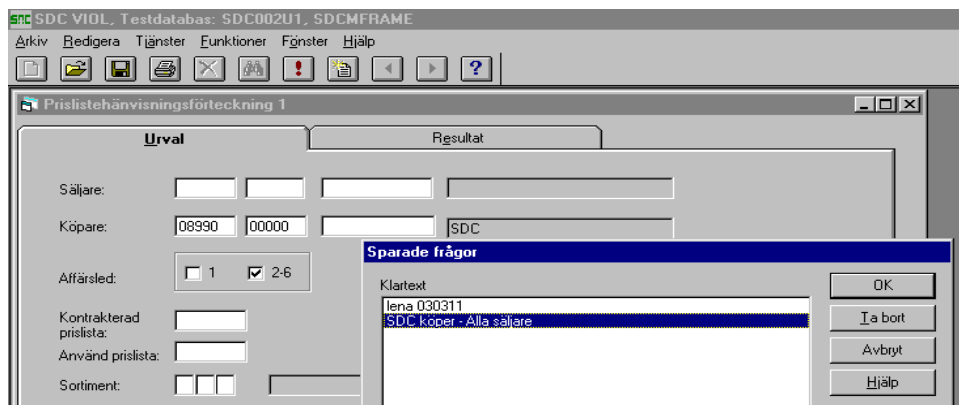 SDC SDC VIOL, Testdatabas: SDC002U1, SDCMFRAME
Arkiv Redigera Tjänster Funktioner Fönster Hjälp
Prislistehänvisningsförteckning 1
Urval Resultat
Säljare:
Köpare: 08990 00000 SDC
Sparade frågor
Affärsled: 1 2-6
Klartext OK
lena 030311
SDC köper - Alla säljare
Kontrakterad
prislista:
Ta bort
Använd prislista:
Avbryt
Sortiment:
Hjälp